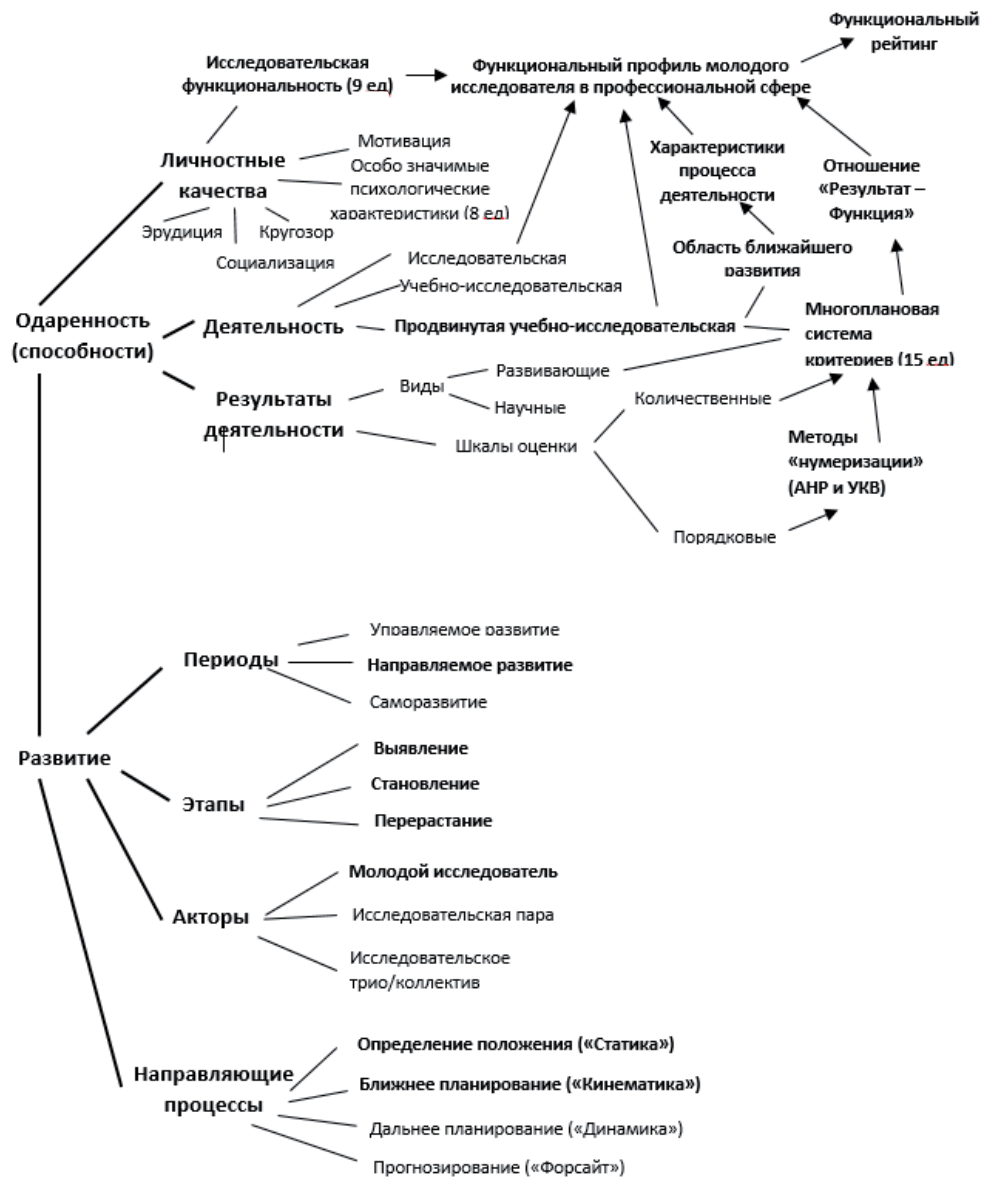 Функциональный
рейтинг
Исследовательская
функциональность (9 ед)
Функциональный профиль молодого
исследователя в профессиональной сфере
Личностные
качества
Мотивация
Особо значимые
психологические
характеристики (8 ед)
Эрудиция
Кругозор
Социализация
Характеристики
процесса
деятельности
Отношение
«Результат –
Функция»
Одаренность
(способности)
Деятельность
Исследовательская
Учебно-исследовательская
Продвинутая учебно-исследовательская
Область ближайшего
развития
Многоплановая
система
критериев (15 ед)
Результаты
деятельности
Виды
Развивающие
Научные
Шкалы оценки
Количественные
Порядковые
Методы
«нумеризации»
(АНР и УКВ)
Развитие
Периоды
Управляемое развитие
Направляемое развитие
Саморазвитие
Этапы
Выявление
Становление
Перерастание
Акторы
Молодой исследователь
Исследовательская пара
Исследовательское
трио/коллектив
Направляющие
процессы
Определение положения («Статика»)
Ближнее планирование («Кинематика»)
Дальнее планирование («Динамика»)
Прогнозирование («Форсайт»)